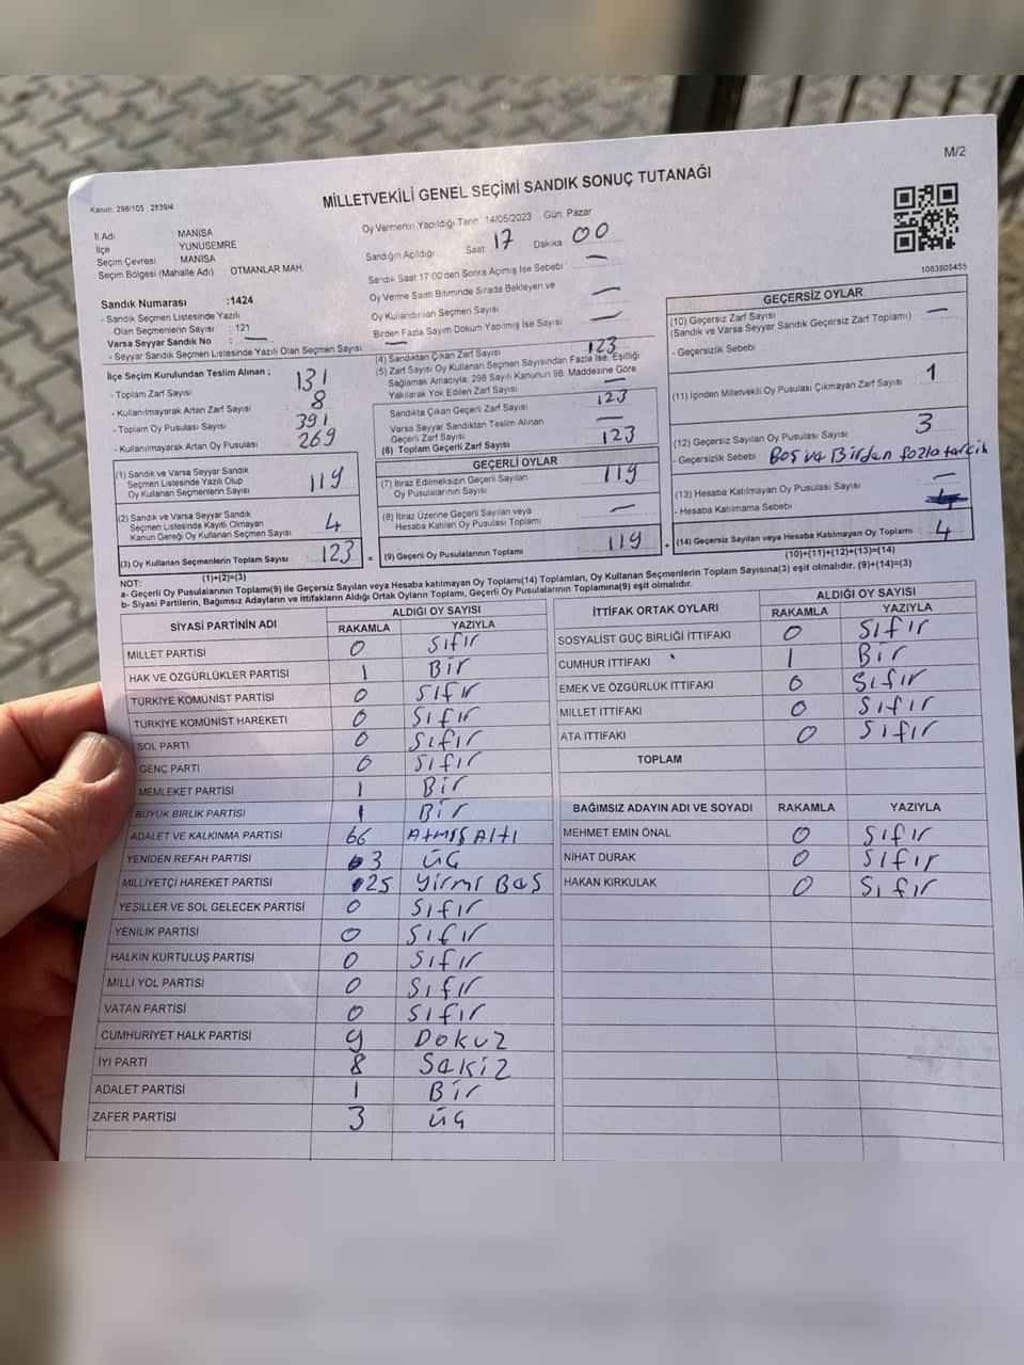 M/2
MİLLETVEKİLİ GENEL SEÇİMİ SANDIK SONUÇ TUTANAĞI
Kanun: 298/105, 2839/4
İl Adı : MANİSA
İlçe YUNUSEMRE
Seçim Çevresi MANİSA
Seçim Bölgesi (Mahalle Adı) OTMANLAR MAH.
Sandık Numarası :1424
- Sandık Seçmen Listesinde Yazılı
Olan Seçmenlerin Sayısı : 121
Varsa Seyyar Sandık No : —
- Seyyar Sandık Seçmen Listesinde Yazılı Olan Seçmen Sayısı
Oy Vermenin Yapıldığı Tarih 14/05/2023 Gün: Pazar
Sandığın Açıldığı Saat 17 Dakika 00
Sandık Saat 17:00'den Sonra Açılmış İse Sebebi —
Oy Verme Saati Bitiminde Sırada Bekleyen ve
Oy Kullandırılan Seçmen Sayısı —
Birden Fazla Sayım Döküm Yapılmış İse Sayısı —
1083905455
İlçe Seçim Kurulundan Teslim Alınan ;
- Toplam Zarf Sayısı 131
- Kullanılmayarak Artan Zarf Sayısı 8
- Toplam Oy Pusulası Sayısı 391
- Kullanılmayarak Artan Oy Pusulası 269
(1) Sandık ve Varsa Seyyar Sandık
Seçmen Listesinde Yazılı Olup
Oy Kullanan Seçmenlerin Sayısı 119
(2) Sandık ve Varsa Seyyar Sandık
Seçmen Listesinde Kayıtlı Olmayan
Kanun Gereği Oy Kullanan Seçmen Sayısı 4
(3) Oy Kullanan Seçmenlerin Toplam Sayısı 123 =
(1)+(2)=(3)
(4) Sandıktan Çıkan Zarf Sayısı 123
(5) Zarf Sayısı Oy Kullanan Seçmen Sayısından Fazla İse, Eşitliği
Sağlamak Amacıyla, 298 Sayılı Kanunun 98. Maddesine Göre
Yakılarak Yok Edilen Zarf Sayısı —
Sandıkta Çıkan Geçerli Zarf Sayısı 123
Varsa Seyyar Sandıktan Teslim Alınan
Geçerli Zarf Sayısı —
(6) Toplam Geçerli Zarf Sayısı 123
GEÇERLİ OYLAR
(7) İtiraz Edilmeksizin Geçerli Sayılan
Oy Pusulalarının Sayısı 119
(8) İtiraz Üzerine Geçerli Sayılan veya
Hesaba Katılan Oy Pusulası Toplamı —
(9) Geçerli Oy Pusulalarının Toplamı 119 +
GEÇERSİZ OYLAR
(10) Geçersiz Zarf Sayısı
(Sandık ve Varsa Seyyar Sandık Geçersiz Zarf Toplamı) —
- Geçersizlik Sebebi
(11) İçinden Milletvekili Oy Pusulası Çıkmayan Zarf Sayısı 1
(12) Geçersiz Sayılan Oy Pusulası Sayısı 3
- Geçersizlik Sebebi Boş va Birdan fazla tarcih
(13) Hesaba Katılmayan Oy Pusulası Sayısı —
- Hesaba Katılmama Sebebi
(14) Geçersiz Sayılan veya Hesaba Katılmayan Oy Toplamı 4
(10)+(11)+(12)+(13)=(14)
NOT:
a- Geçerli Oy Pusulalarının Toplamı(9) ile Geçersiz Sayılan veya Hesaba katılmayan Oy Toplamı(14) Toplamları, Oy Kullanan Seçmenlerin Toplam Sayısına(3) eşit olmalıdır. (9)+(14)=(3)
b- Siyasi Partilerin, Bağımsız Adayların ve İttifakların Aldığı Ortak Oyların Toplamı, Geçerli Oy Pusulalarının Toplamına(9) eşit olmalıdır.
SİYASİ PARTİNİN ADI ALDIĞI OY SAYISI
RAKAMLA YAZIYLA
MİLLET PARTİSİ 0 Sıfır
HAK VE ÖZGÜRLÜKLER PARTİSİ 1 Bir
TÜRKİYE KOMÜNİST PARTİSİ 0 Sıfır
TÜRKİYE KOMÜNİST HAREKETİ 0 Sıfır
SOL PARTİ 0 Sıfır
GENÇ PARTİ 0 Sıfır
MEMLEKET PARTİSİ 1 Bir
BÜYÜK BİRLİK PARTİSİ 1 Bir
ADALET VE KALKINMA PARTİSİ 66 Atmış Altı
YENİDEN REFAH PARTİSİ 3 üç
MİLLİYETÇİ HAREKET PARTİSİ 25 yirmi Baş
YEŞİLLER VE SOL GELECEK PARTİSİ 0 Sıfır
YENİLİK PARTİSİ 0 Sıfır
HALKIN KURTULUŞ PARTİSİ 0 Sıfır
MİLLİ YOL PARTİSİ 0 Sıfır
VATAN PARTİSİ 0 Sıfır
CUMHURİYET HALK PARTİSİ 9 Dokuz
İYİ PARTİ 8 Sakiz
ADALET PARTİSİ 1 Bir
ZAFER PARTİSİ 3 üç
İTTİFAK ORTAK OYLARI ALDIĞI OY SAYISI
RAKAMLA YAZIYLA
SOSYALİST GÜÇ BİRLİĞİ İTTİFAKI 0 Sıfır
CUMHUR İTTİFAKI 1 Bir
EMEK VE ÖZGÜRLÜK İTTİFAKI 0 Sıfır
MİLLET İTTİFAKI 0 Sıfır
ATA İTTİFAKI 0 Sıfır
TOPLAM
BAĞIMSIZ ADAYIN ADI VE SOYADI RAKAMLA YAZIYLA
MEHMET EMİN ÖNAL 0 Sıfır
NİHAT DURAK 0 Sıfır
HAKAN KIRKULAK 0 Sıfır